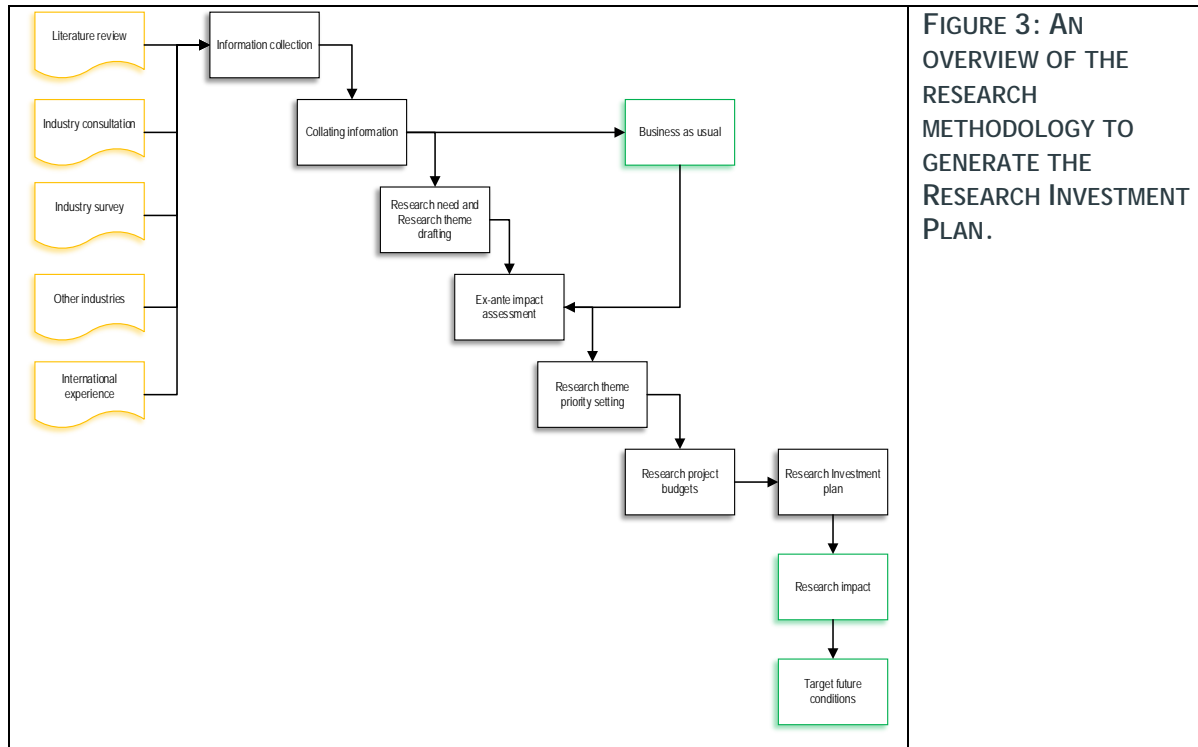 Literature review
Information collection
Industry consultation
Collating information
Business as usual
Industry survey
Research need and
Research theme
drafting
Other industries
Ex-ante impact
assessment
International
experience
Research theme
priority setting
Research project
budgets
Research Investment
plan
Research impact
Target future
conditions
FIGURE 3: AN
OVERVIEW OF THE
RESEARCH
METHODOLOGY TO
GENERATE THE
RESEARCH INVESTMENT
PLAN.